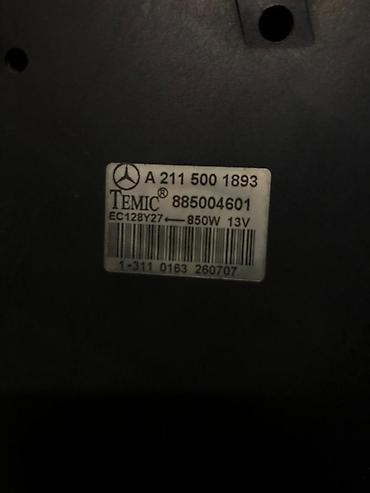 A 211 500 1893
TEMIC® 885004601
EC128Y27 ← 850W 13V
1-311 0163 260707